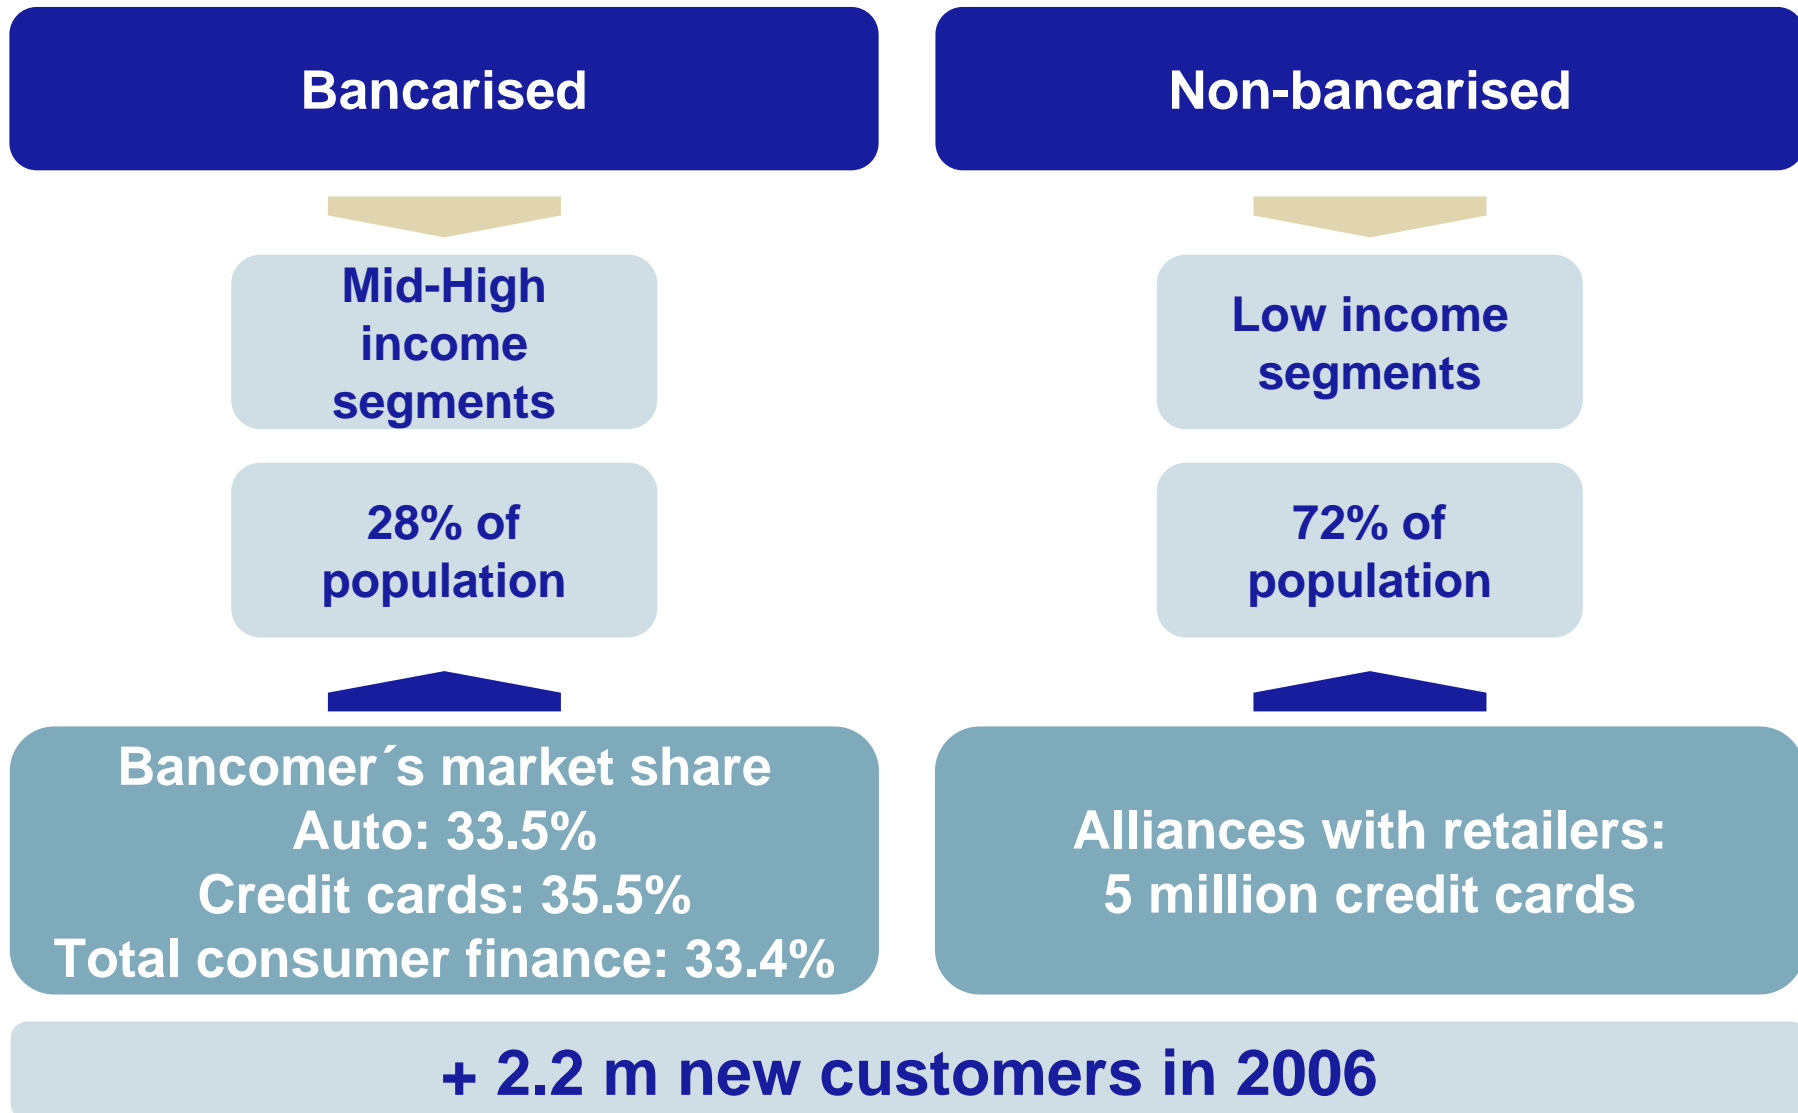 Bancarised
Non-bancarised
Mid-High
income
segments
Low income
segments
28% of
population
72% of
population
Bancomer´s market share
Auto: 33.5%
Credit cards: 35.5%
Total consumer finance: 33.4%
Alliances with retailers:
5 million credit cards
+ 2.2 m new customers in 2006